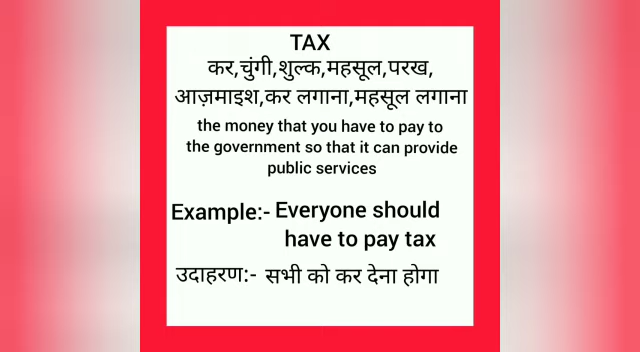 TAX
कर,चुंगी,शुल्क,महसूल,परख,
आज़माइश,कर लगाना,महसूल लगाना
the money that you have to pay to
the government so that it can provide
public services
Example:- Everyone should
have to pay tax
उदाहरण:- सभी को कर देना होगा